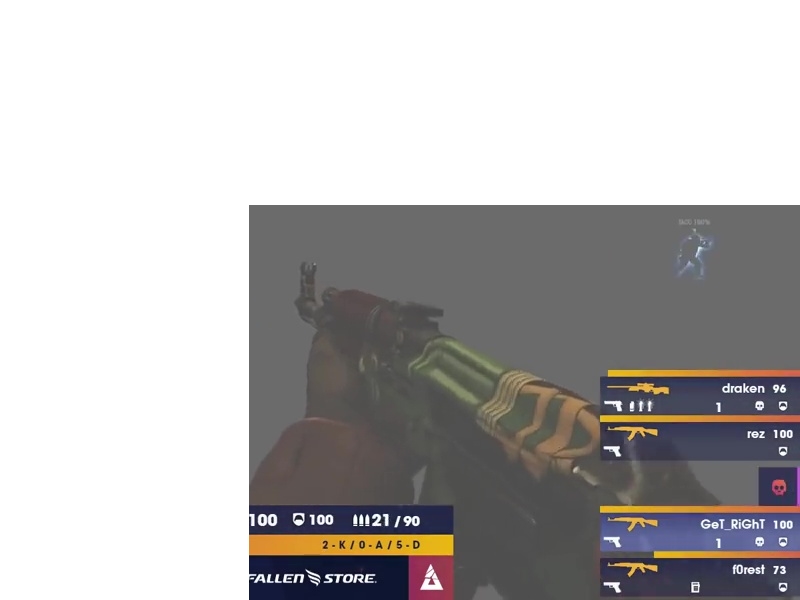 draken 96
1
rez 100
GeT_RiGhT 100
1
f0rest 73
100 100 21 / 90
2 - K / 0 - A / 5 - D
FALLEN STORE.